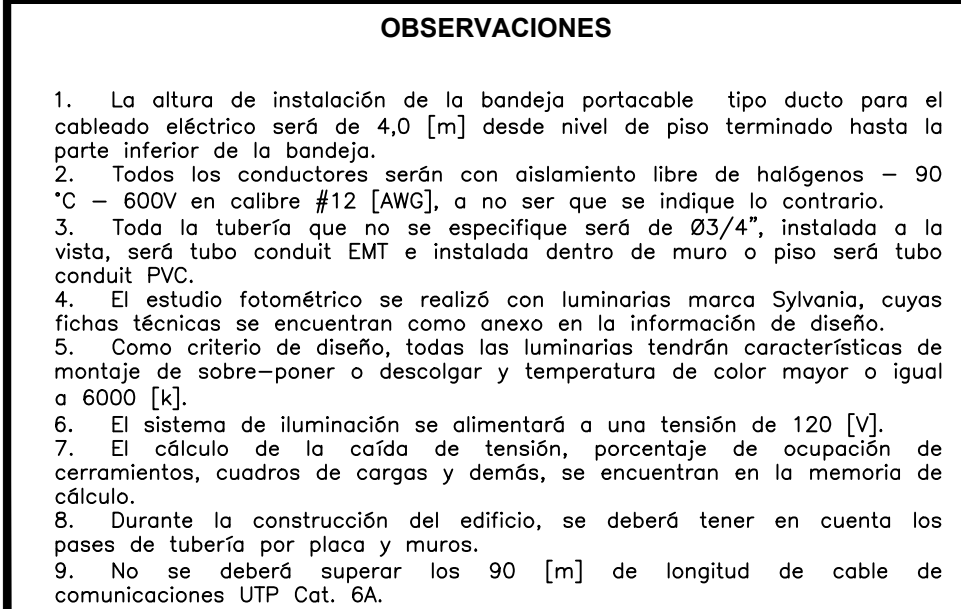 OBSERVACIONES
1. La altura de instalación de la bandeja portacable tipo ducto para el
cableado eléctrico será de 4,0 [m] desde nivel de piso terminado hasta la
parte inferior de la bandeja.
2. Todos los conductores serán con aislamiento libre de halógenos – 90
°C – 600V en calibre #12 [AWG], a no ser que se indique lo contrario.
3. Toda la tubería que no se especifique será de Ø3/4", instalada a la
vista, será tubo conduit EMT e instalada dentro de muro o piso será tubo
conduit PVC.
4. El estudio fotométrico se realizó con luminarias marca Sylvania, cuyas
fichas técnicas se encuentran como anexo en la información de diseño.
5. Como criterio de diseño, todas las luminarias tendrán características de
montaje de sobre–poner o descolgar y temperatura de color mayor o igual
a 6000 [k].
6. El sistema de iluminación se alimentará a una tensión de 120 [V].
7. El cálculo de la caída de tensión, porcentaje de ocupación de
cerramientos, cuadros de cargas y demás, se encuentran en la memoria de
cálculo.
8. Durante la construcción del edificio, se deberá tener en cuenta los
pases de tubería por placa y muros.
9. No se deberá superar los 90 [m] de longitud de cable de
comunicaciones UTP Cat. 6A.